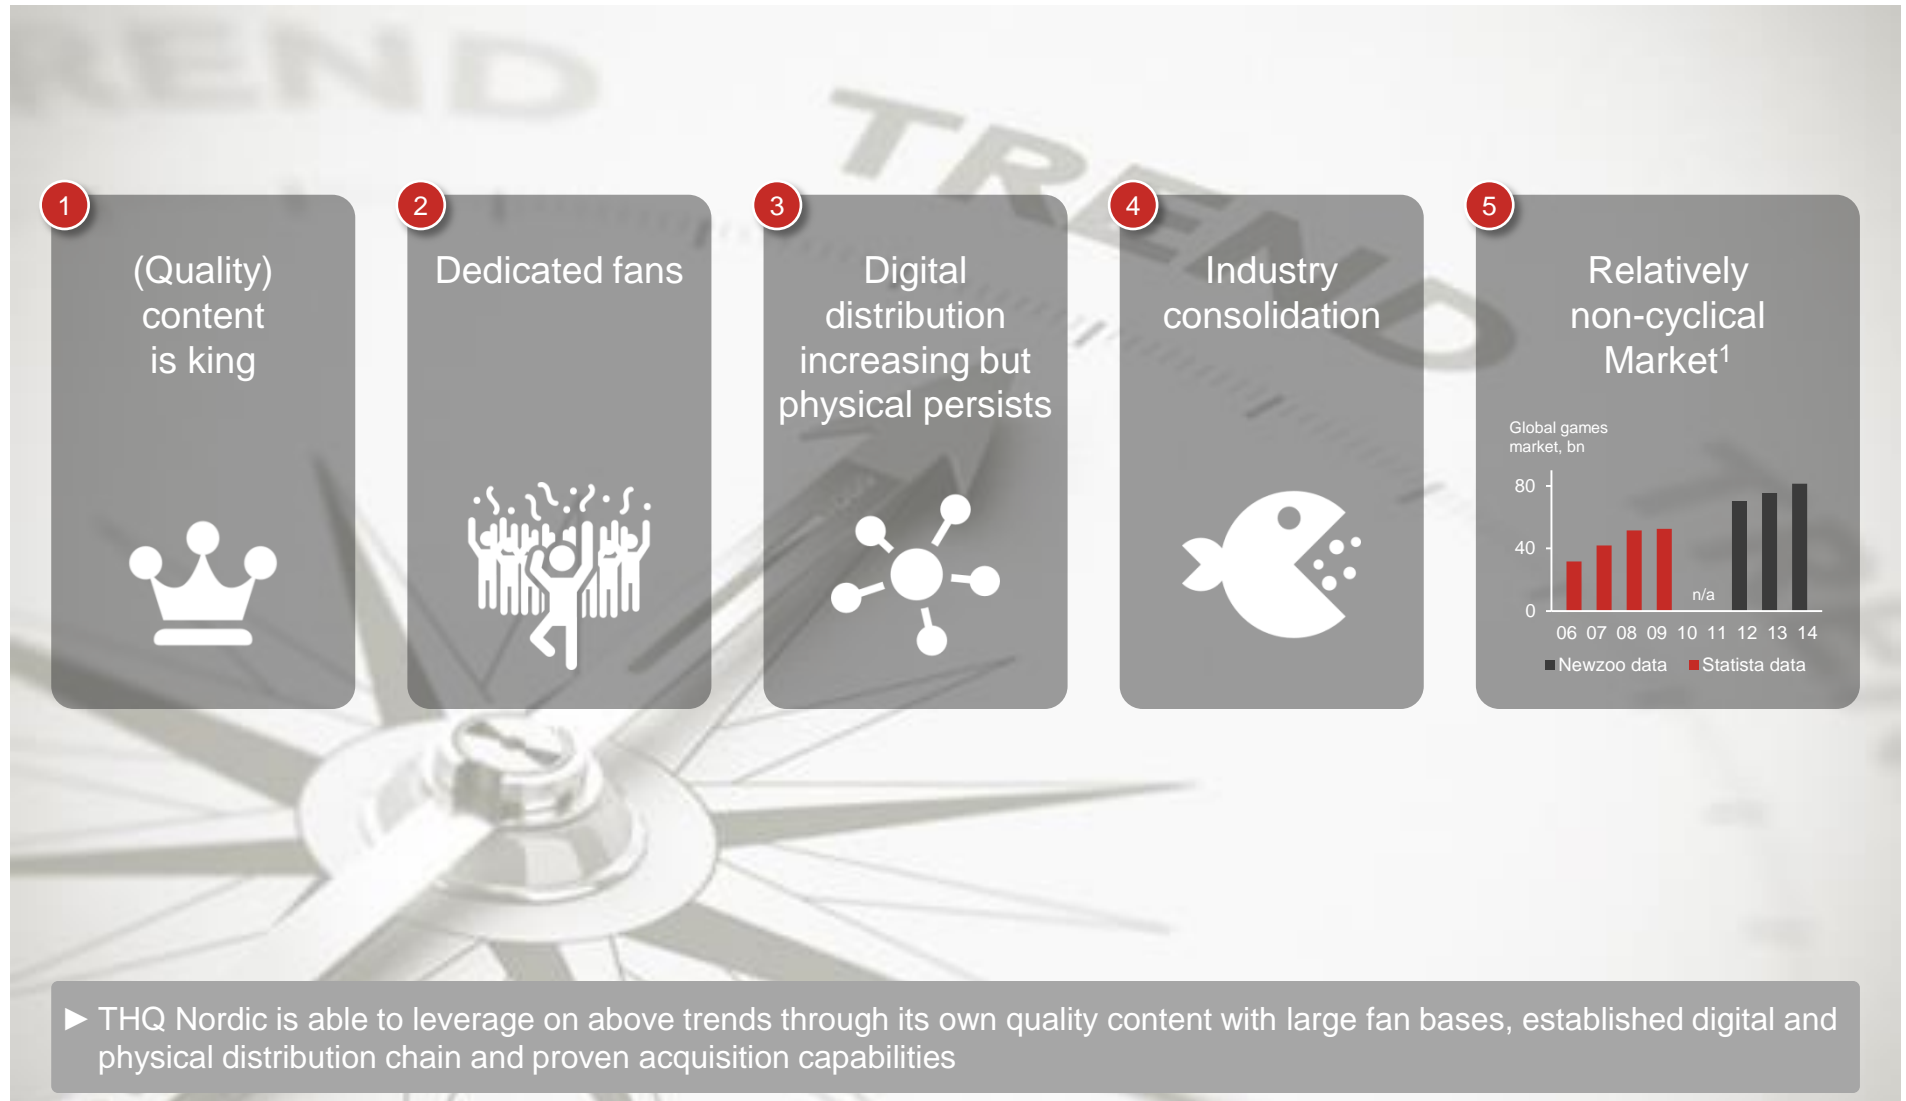 REND
TREND
1
(Quality)
content
is king
2
Dedicated fans
3
Digital
distribution
increasing but
physical persists
4
Industry
consolidation
5
Relatively
non-cyclical
Market¹
Global games
market, bn
80
40
0
n/a
06 07 08 09 10 11 12 13 14
Newzoo data Statista data
► THQ Nordic is able to leverage on above trends through its own quality content with large fan bases, established digital and
physical distribution chain and proven acquisition capabilities